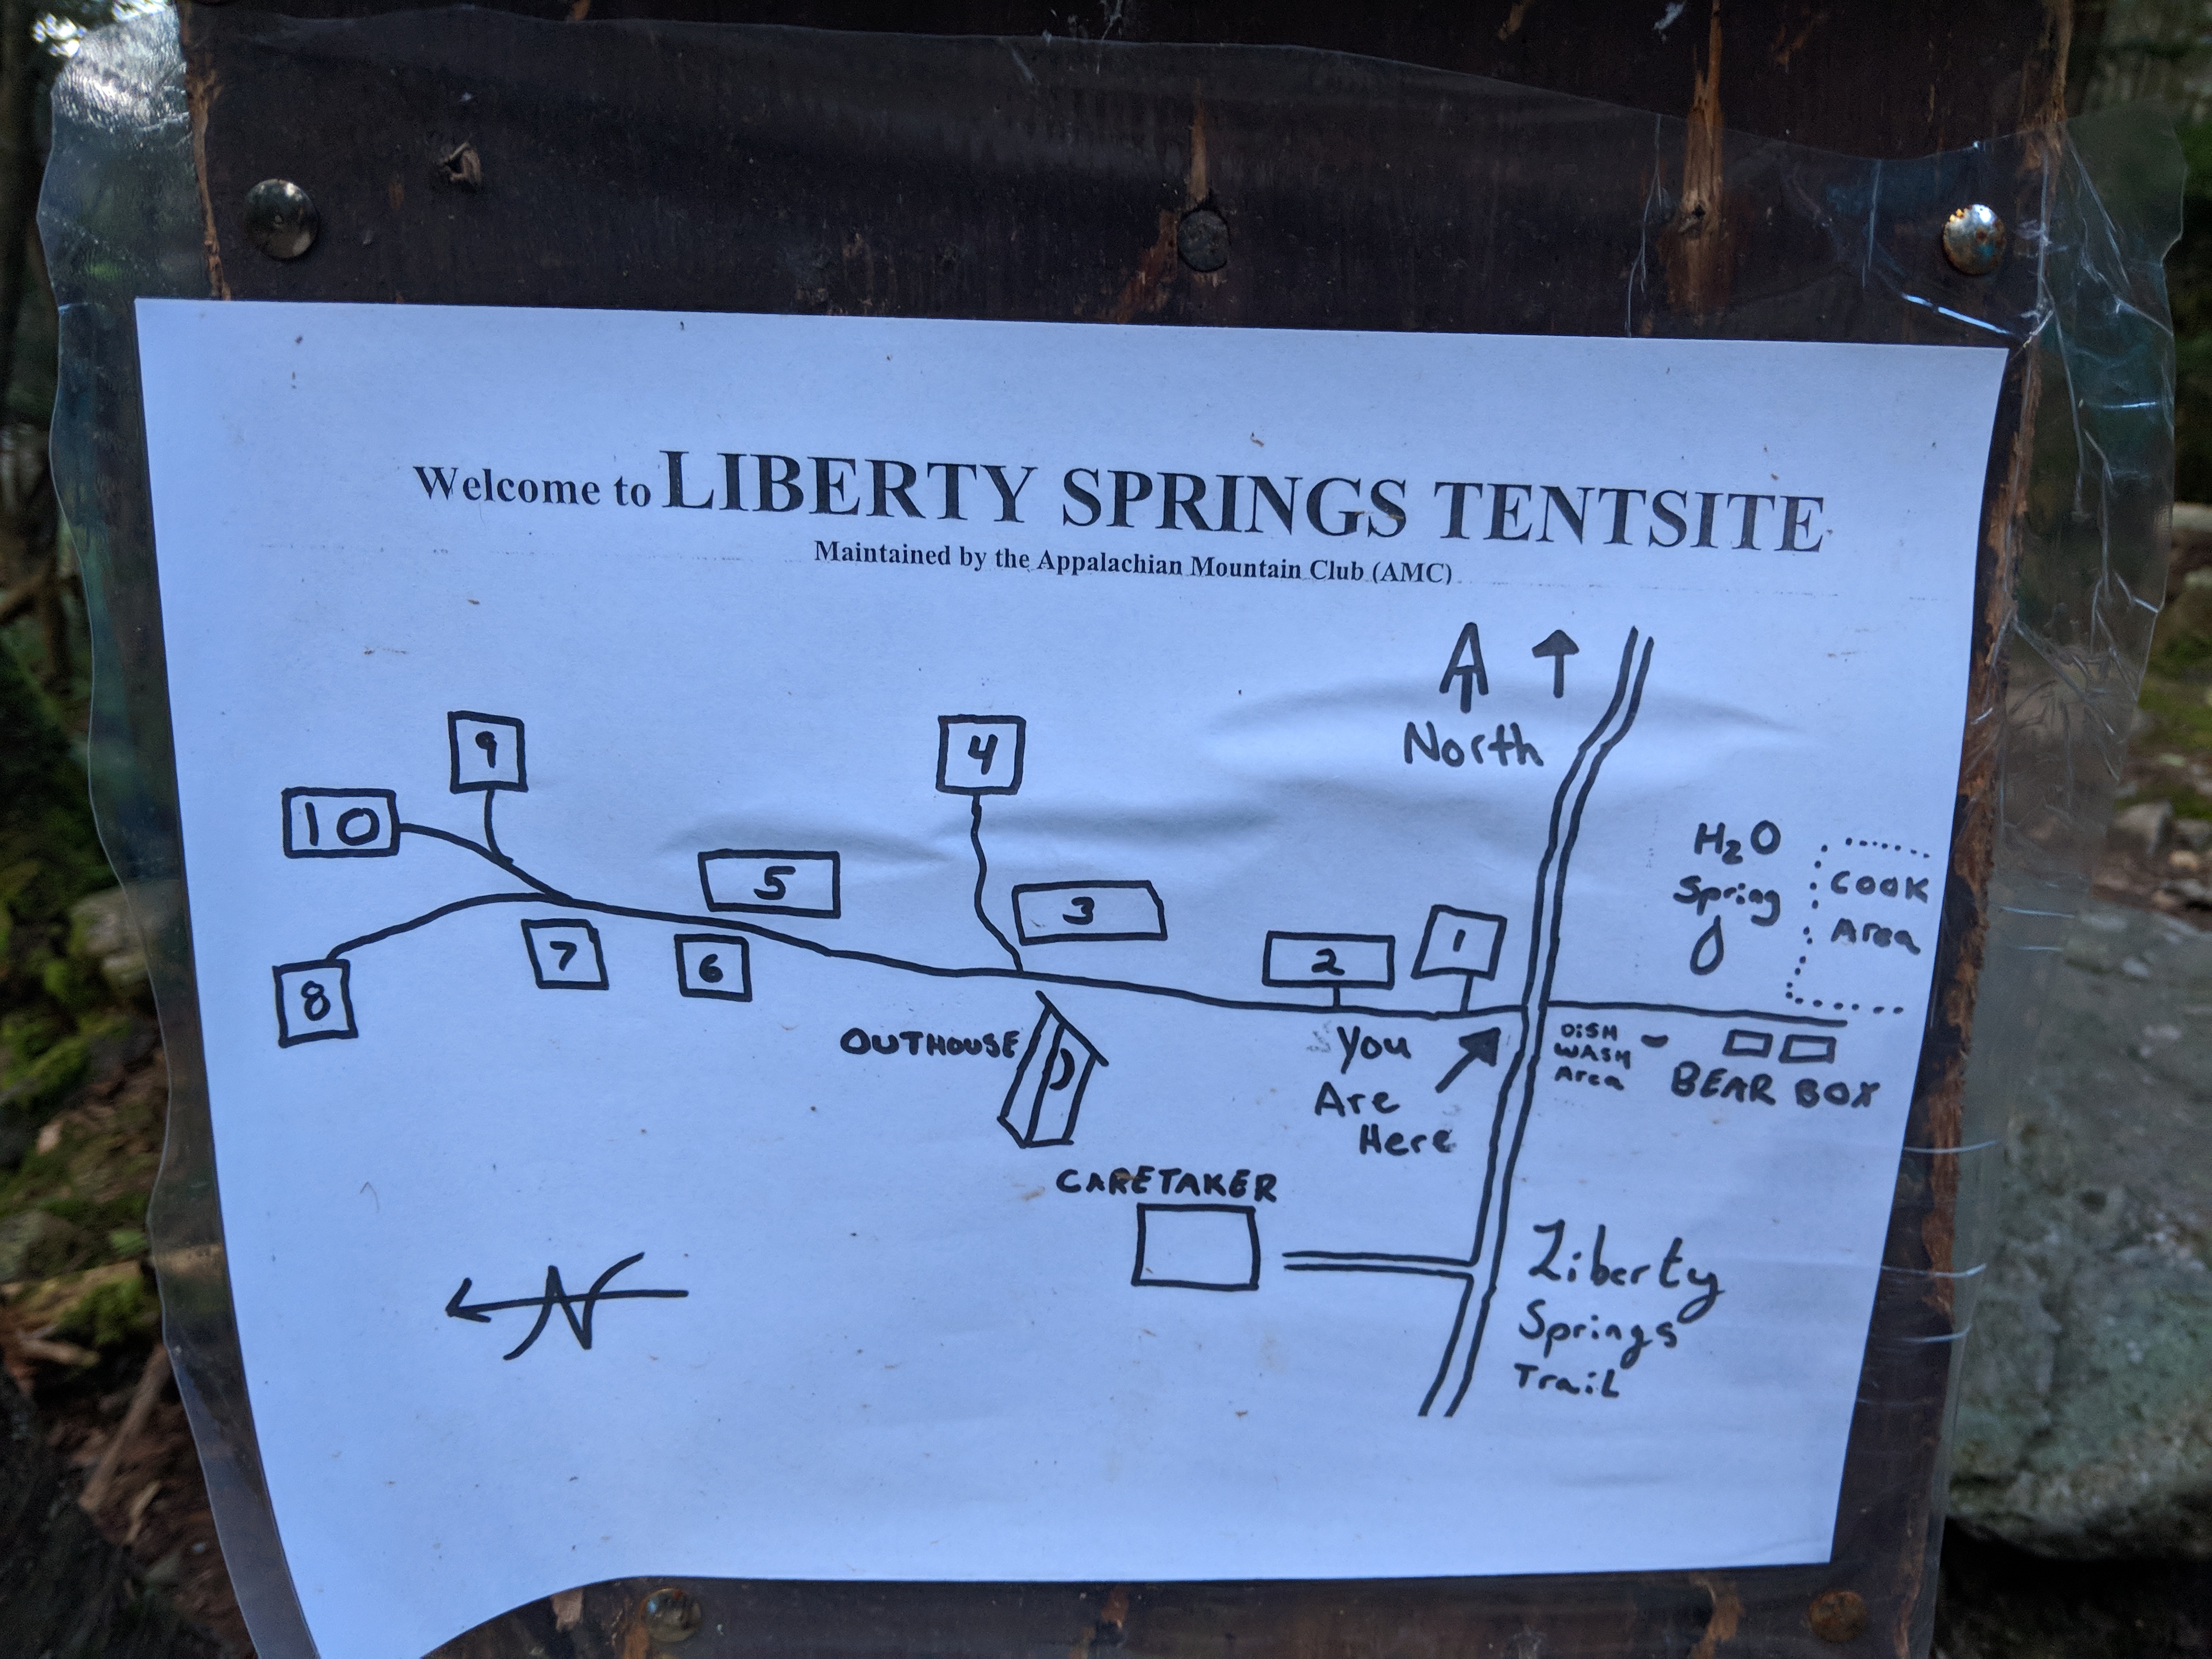 Welcome to LIBERTY SPRINGS TENTSITE
Maintained by the Appalachian Mountain Club (AMC)
North
9
4
10
H2O
Spring
COOK
Area
5
3
1
2
7
6
8
OUTHOUSE
You
Are
Here
DISH
WASH
Area
BEAR BOX
CARETAKER
Liberty
Springs
Trail
N